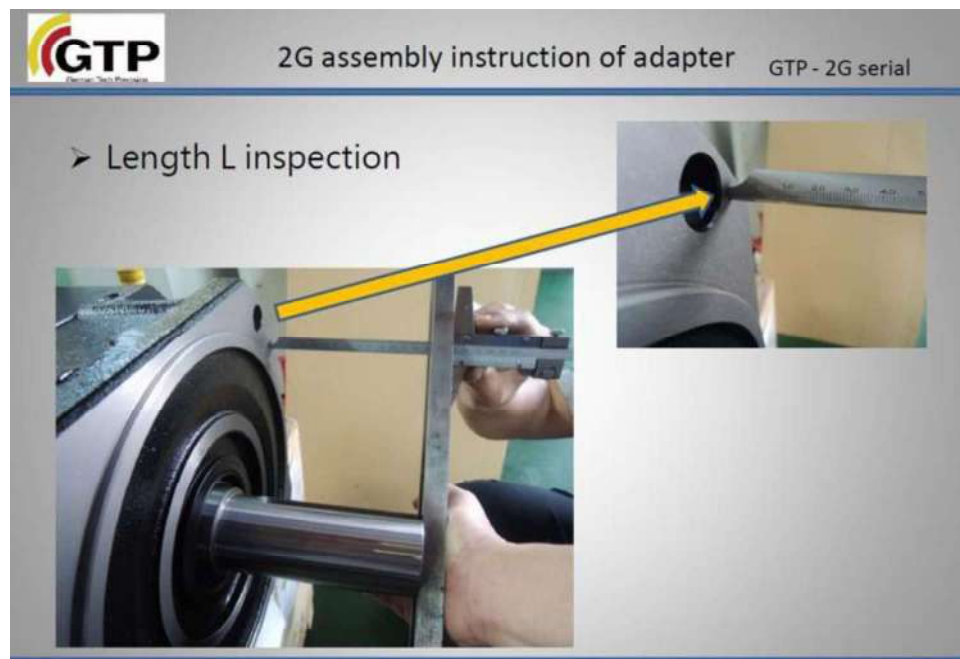 GTP
2G assembly instruction of adapter
GTP - 2G serial
➤ Length L inspection